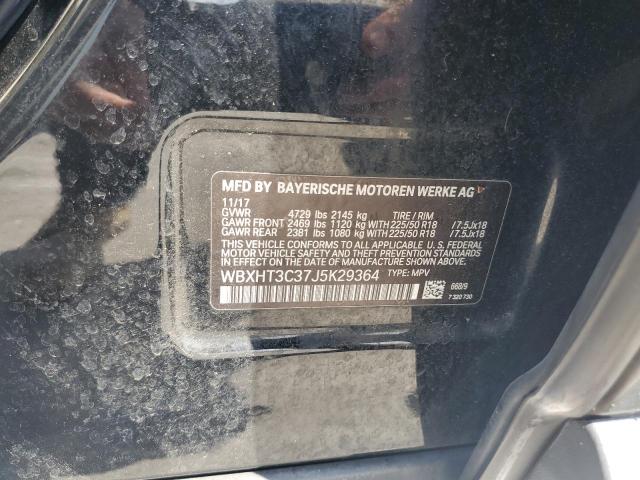 MFD BY BAYERISCHE MOTOREN WERKE AG
11/17
GVWR 4729 lbs 2145 kg TIRE / RIM
GAWR FRONT 2469 lbs 1120 kg WITH 225/50 R18 /7.5Jx18
GAWR REAR 2381 lbs 1080 kg WITH 225/50 R18 /7.5Jx18
THIS VEHICLE CONFORMS TO ALL APPLICABLE U.S. FEDERAL
MOTOR VEHICLE SAFETY, BUMPER, AND THEFT PREVENTION
STANDARDS IN EFFECT ON THE DATE OF MANUFACTURE SHOWN
ABOVE.
WBXHT3C37J5K29364 TYPE: MPV
668/9
7 320 730